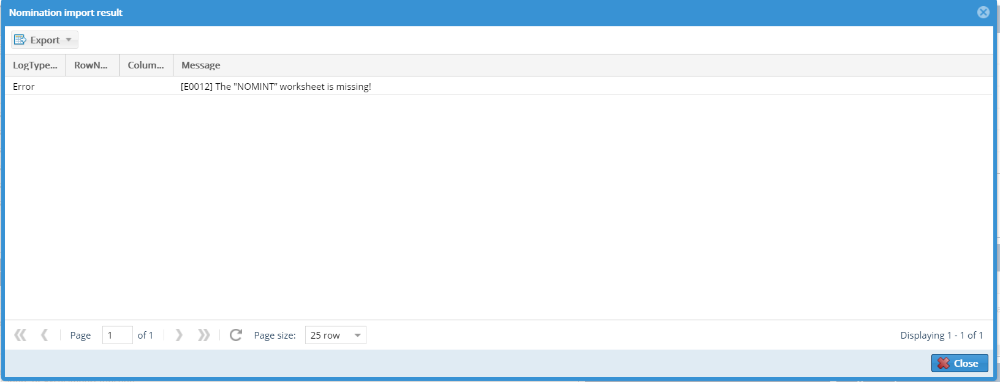 Nomination import result
Export
LogType... RowN... Colum... Message
Error [E0012] The "NOMINT” worksheet is missing!
Page 1 of 1 Page size: 25 row Displaying 1 - 1 of 1
Close